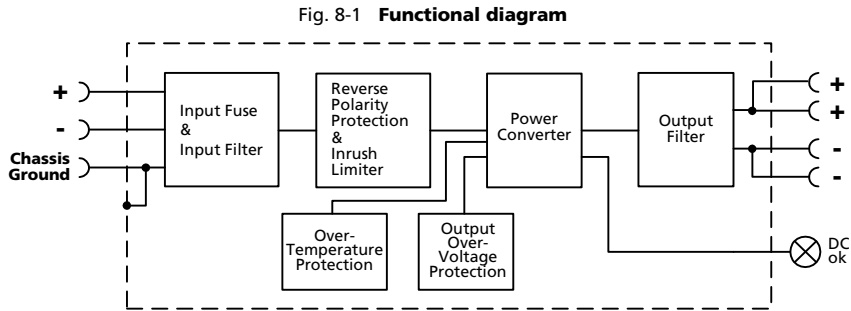 Fig. 8-1 Functional diagram
+
-
Chassis
Ground
Input Fuse
&
Input Filter
Reverse
Polarity
Protection
&
Inrush
Limiter
Power
Converter
Output
Filter
+
+
-
-
Over-
Temperature
Protection
Output
Over-
Voltage
Protection
DC
ok